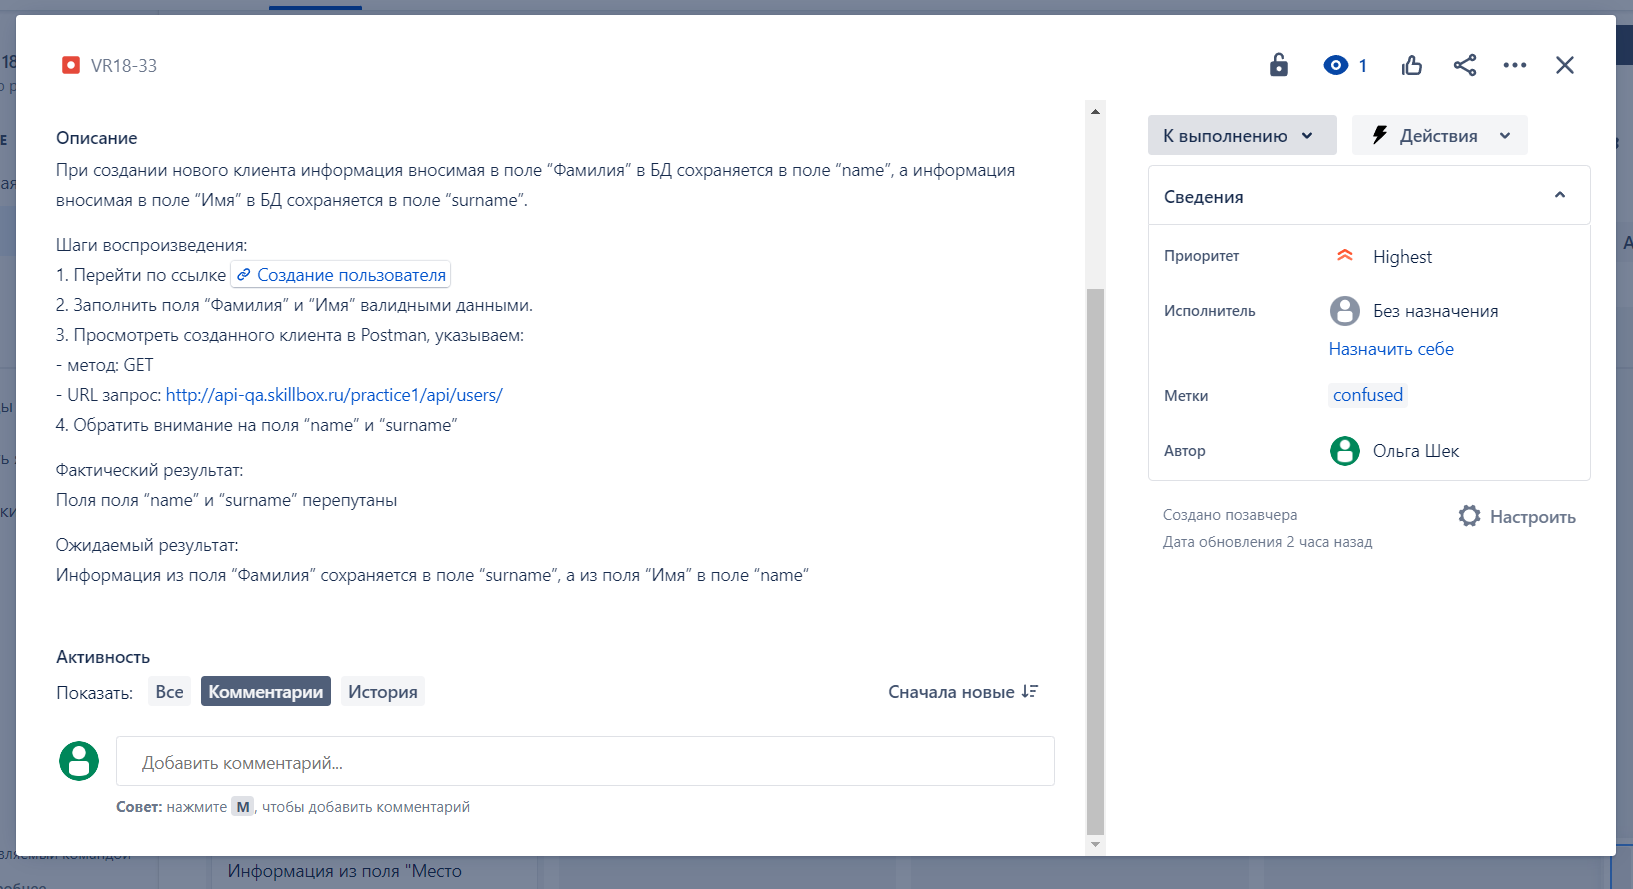 VR18-33
1
Описание
При создании нового клиента информация вносимая в поле “Фамилия” в БД сохраняется в поле “name”, а информация
вносимая в поле “Имя” в БД сохраняется в поле “surname”.
Шаги воспроизведения:
1. Перейти по ссылке Создание пользователя
2. Заполнить поля “Фамилия” и “Имя” валидными данными.
3. Просмотреть созданного клиента в Postman, указываем:
- метод: GET
- URL запрос: http://api-qa.skillbox.ru/practice1/api/users/
4. Обратить внимание на поля “name” и “surname”
Фактический результат:
Поля поля “name” и “surname” перепутаны
Ожидаемый результат:
Информация из поля “Фамилия” сохраняется в поле “surname”, а из поля “Имя” в поле “name“
Активность
Показать: Все Комментарии История Сначала новые
Добавить комментарий...
Совет: нажмите M, чтобы добавить комментарий
К выполнению Действия
Сведения
Приоритет Highest
Исполнитель Без назначения
Назначить себе
Метки confused
Автор Ольга Шек
Создано позавчера Настроить
Дата обновления 2 часа назад
Информация из поля "Место